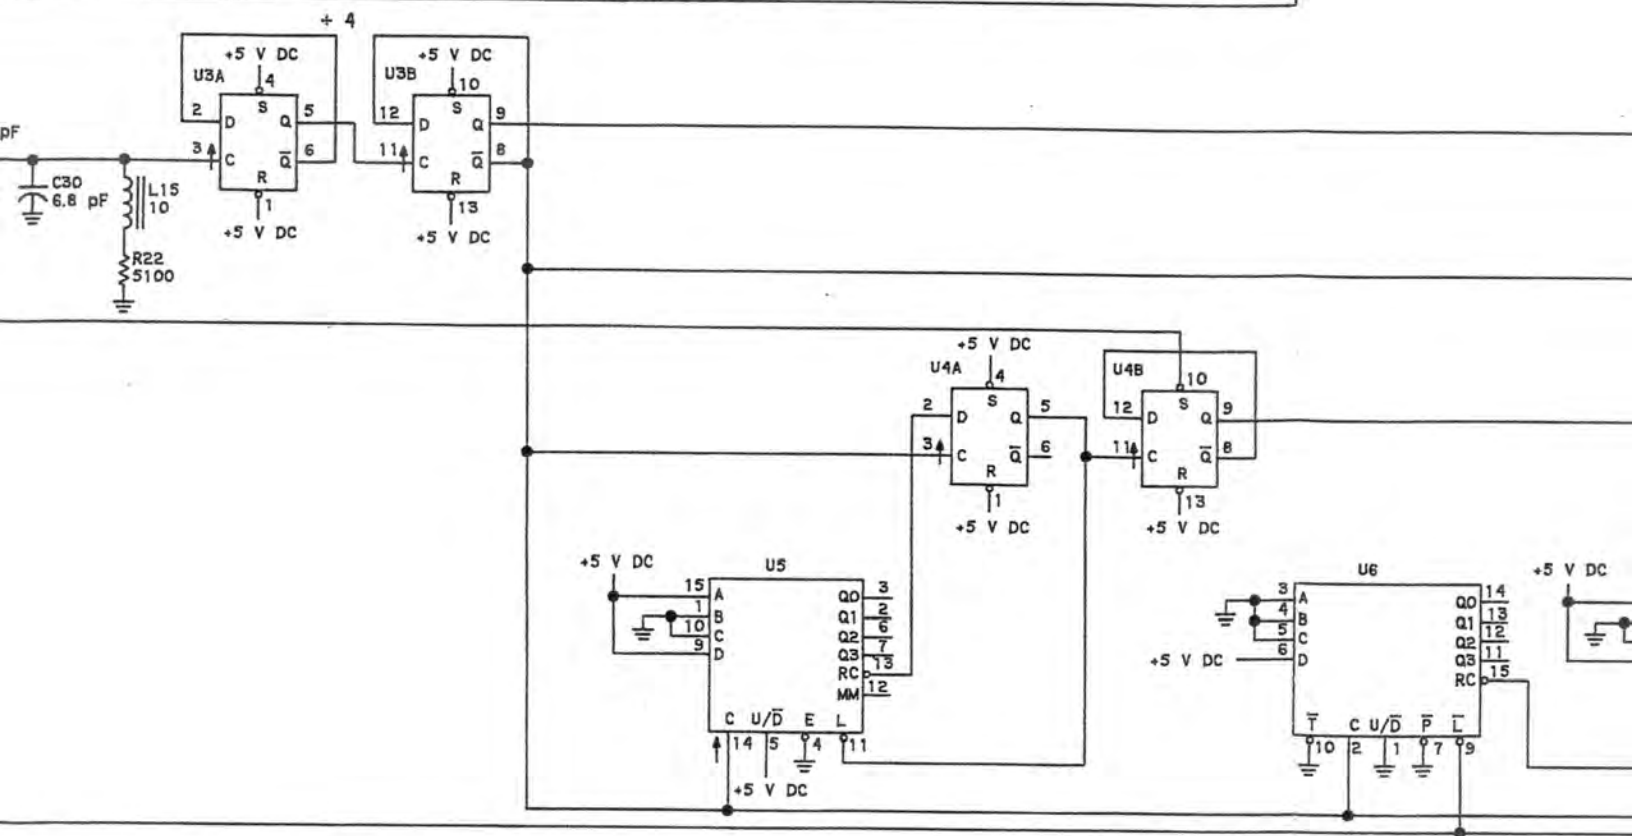 ÷ 4
+5 V DC
+5 V DC
U3A
U3B
4
10
S
S
2
D
Q
5
12
D
Q
9
pF
3
C
Q̅
6
11
C
Q̅
8
R
R
1
13
+5 V DC
+5 V DC
C30
6.8 pF
L15
10
R22
5100
+5 V DC
U4A
4
U4B
10
S
S
2
D
Q
5
12
D
Q
9
3
C
Q̅
6
11
C
Q̅
8
R
R
1
13
+5 V DC
+5 V DC
+5 V DC
U5
15
A
Q0
3
1
B
Q1
2
10
C
Q2
6
9
D
Q3
7
RC
13
MM
12
C U/D̅ E L
14
5
4
11
+5 V DC
U6
+5 V DC
3
A
Q0
14
4
B
Q1
13
5
C
Q2
12
+5 V DC
6
D
Q3
11
RC
15
T̅ C U/D̅ P̅ L̅
10
2
1
7
9